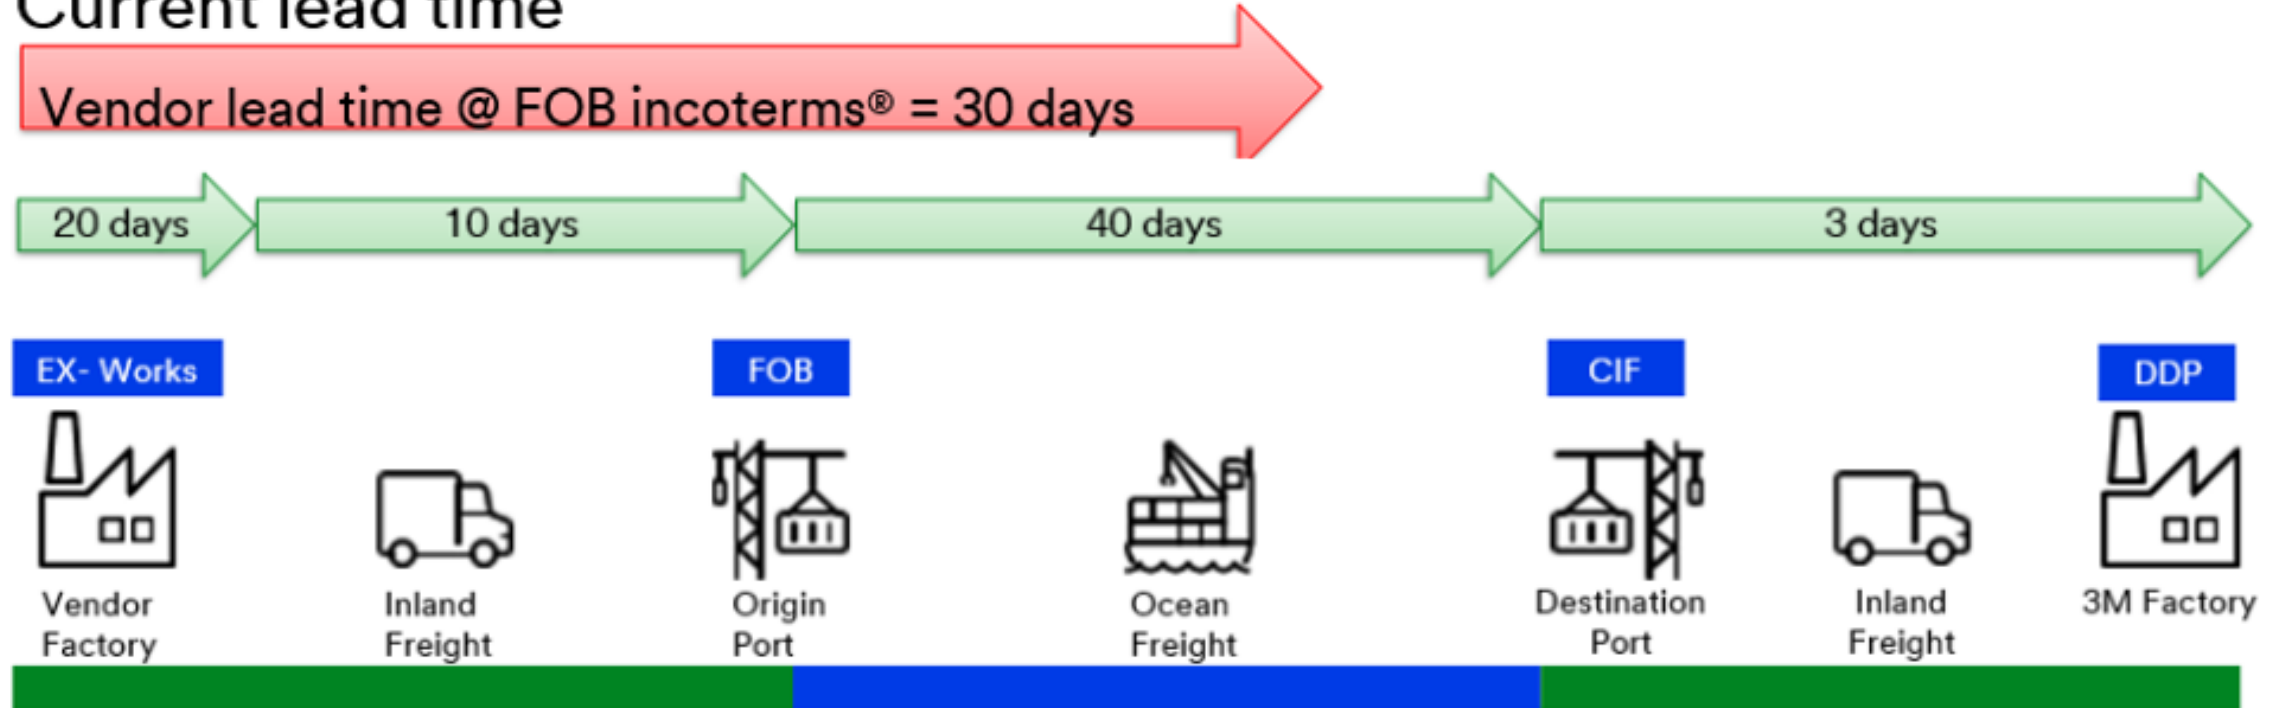 Current lead time
Vendor lead time @ FOB incoterms® = 30 days
20 days
10 days
40 days
3 days
EX- Works
FOB
CIF
DDP
Vendor
Factory
Inland
Freight
Origin
Port
Ocean
Freight
Destination
Port
Inland
Freight
3M Factory